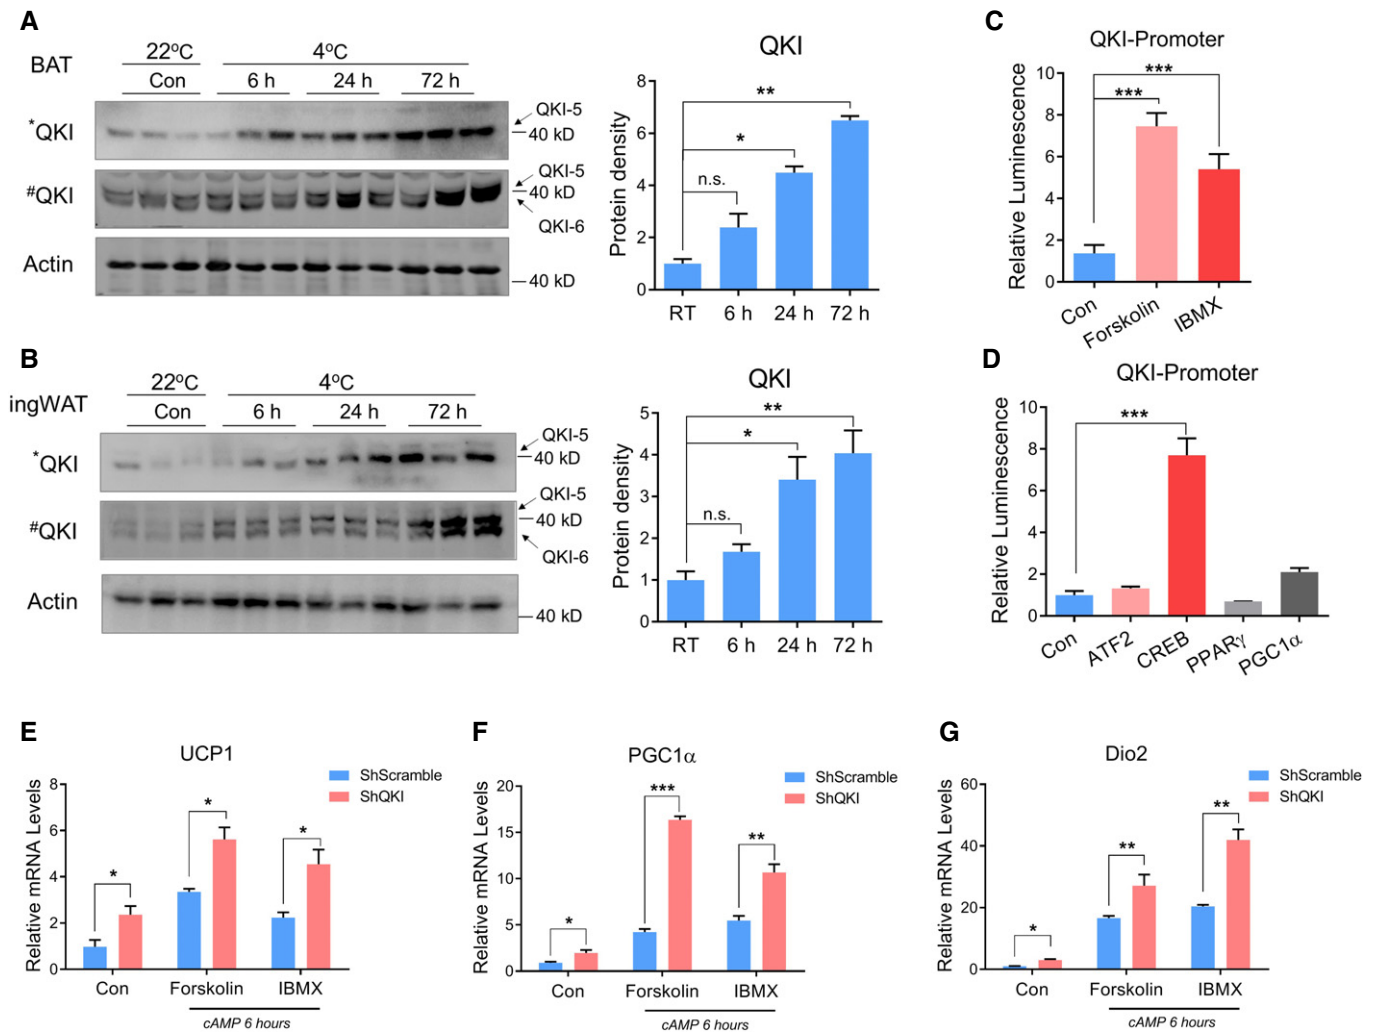 A
BAT
22°C
4°C
Con
6 h
24 h
72 h
*QKI
QKI-5
40 kD
#QKI
QKI-5
40 kD
QKI-6
Actin
40 kD
QKI
Protein density
8
6
4
2
0
n.s.
*
**
RT
6 h
24 h
72 h
B
ingWAT
22°C
4°C
Con
6 h
24 h
72 h
*QKI
QKI-5
40 kD
#QKI
QKI-5
40 kD
QKI-6
Actin
40 kD
QKI
Protein density
5
4
3
2
1
0
n.s.
*
**
RT
6 h
24 h
72 h
C
QKI-Promoter
Relative Luminescence
10
8
6
4
2
0
***
***
Con
Forskolin
IBMX
D
QKI-Promoter
Relative Luminescence
10
8
6
4
2
0
***
Con
ATF2
CREB
PPARγ
PGC1α
E
UCP1
ShScramble
ShQKI
Relative mRNA Levels
8
6
4
2
0
*
*
*
Con
Forskolin
IBMX
cAMP 6 hours
F
PGC1α
ShScramble
ShQKI
Relative mRNA Levels
20
15
10
5
0
*
***
**
Con
Forskolin
IBMX
cAMP 6 hours
G
Dio2
ShScramble
ShQKI
Relative mRNA Levels
60
40
20
0
*
**
**
Con
Forskolin
IBMX
cAMP 6 hours